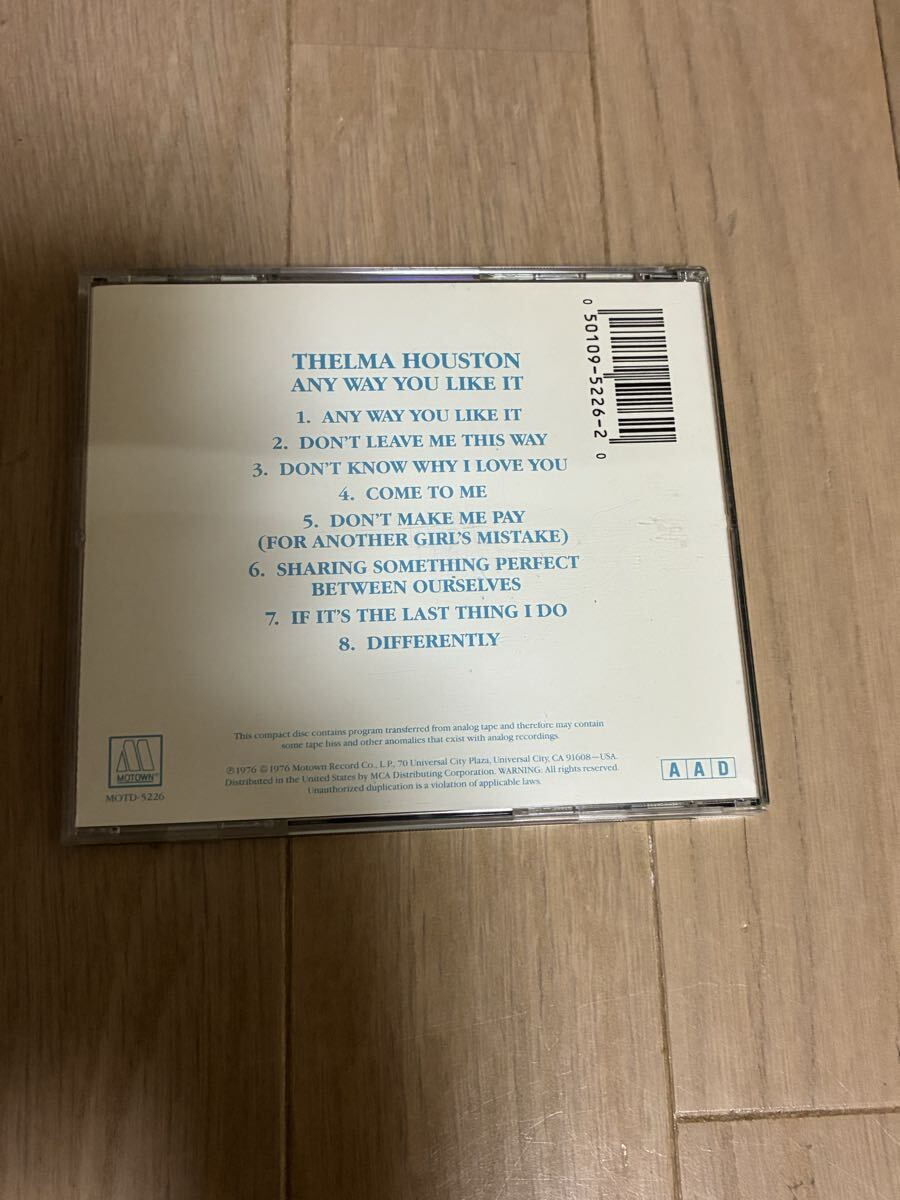 THELMA HOUSTON
ANY WAY YOU LIKE IT
1. ANY WAY YOU LIKE IT
2. DON'T LEAVE ME THIS WAY
3. DON'T KNOW WHY I LOVE YOU
4. COME TO ME
5. DON'T MAKE ME PAY
(FOR ANOTHER GIRL'S MISTAKE)
6. SHARING SOMETHING PERFECT
BETWEEN OURSELVES
7. IF IT'S THE LAST THING I DO
8. DIFFERENTLY
0 50109-5226-2 0
This compact disc contains program transferred from analog tape and therefore may contain
some tape hiss and other anomalies that exist with analog recordings.
℗1976 © 1976 Motown Record Co., L.P., 70 Universal City Plaza, Universal City, CA 91608—USA.
Distributed in the United States by MCA Distributing Corporation. WARNING: All rights reserved.
Unauthorized duplication is a violation of applicable laws.
MOTOWN®
MOTD-5226
A A D